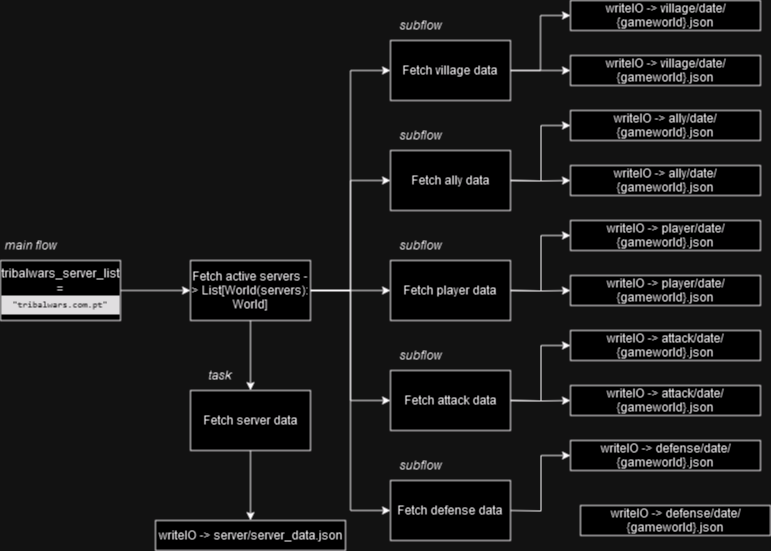 main flow
tribalwars_server_list
=
"tribalwars.com.pt"
Fetch active servers -
> List[World(servers):
World]
task
Fetch server data
writeIO -> server/server_data.json
subflow
Fetch village data
writeIO -> village/date/
{gameworld}.json
writeIO -> village/date/
{gameworld}.json
subflow
Fetch ally data
writeIO -> ally/date/
{gameworld}.json
writeIO -> ally/date/
{gameworld}.json
subflow
Fetch player data
writeIO -> player/date/
{gameworld}.json
writeIO -> player/date/
{gameworld}.json
subflow
Fetch attack data
writeIO -> attack/date/
{gameworld}.json
writeIO -> attack/date/
{gameworld}.json
subflow
Fetch defense data
writeIO -> defense/date/
{gameworld}.json
writeIO -> defense/date/
{gameworld}.json